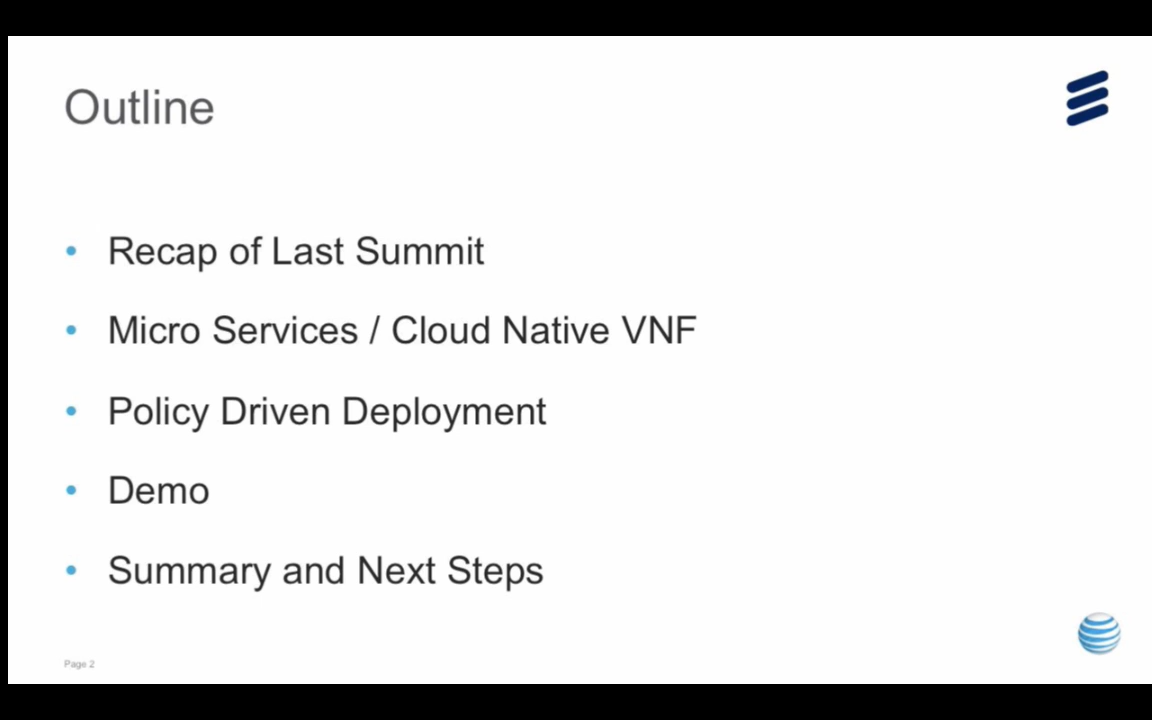 Outline
• Recap of Last Summit
• Micro Services / Cloud Native VNF
• Policy Driven Deployment
• Demo
• Summary and Next Steps
Page 2